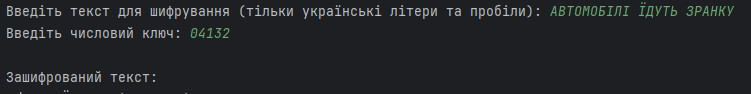 Введіть текст для шифрування (тільки українські літери та пробіли): АВТОМОБІЛІ ЇДУТЬ ЗРАНКУ
Введіть числовий ключ: 04132
Зашифрований текст: